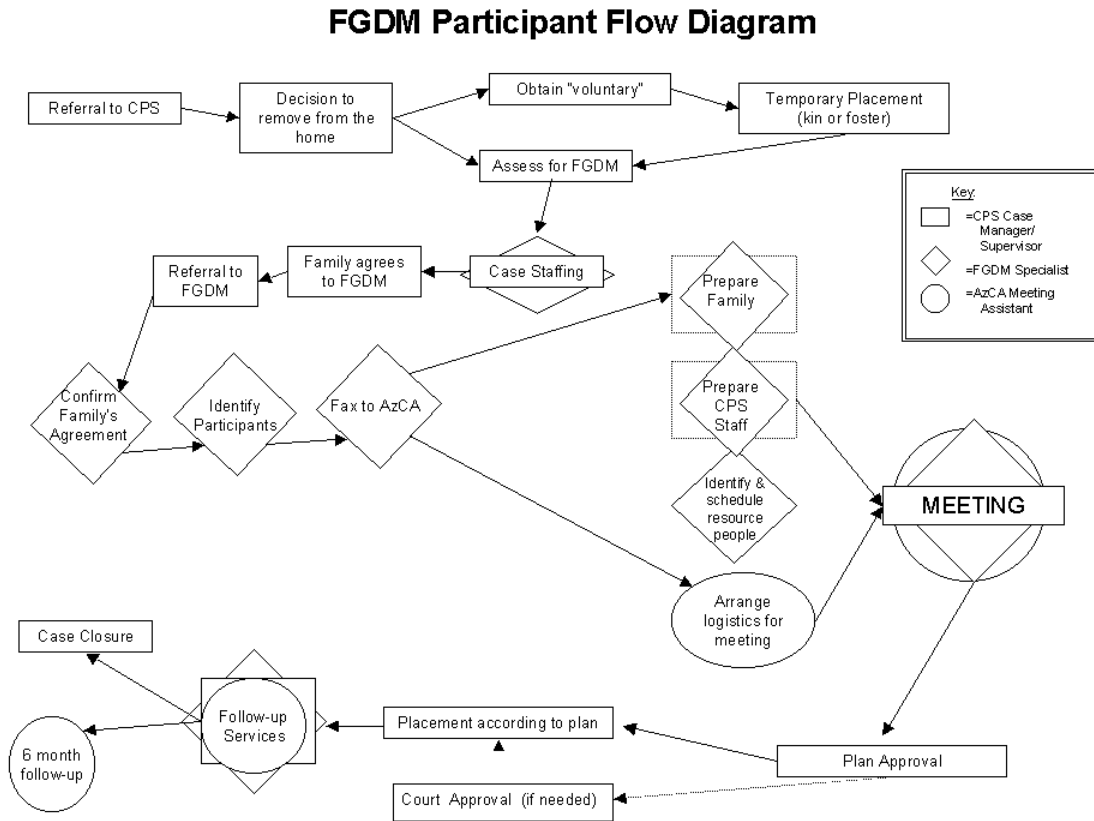 FGDM Participant Flow Diagram
Referral to CPS
Decision to
remove from the
home
Obtain "voluntary"
Temporary Placement
(kin or foster)
Assess for FGDM
Key:
=CPS Case
Manager/
Supervisor
=FGDM Specialist
=AzCA Meeting
Assistant
Case Staffing
Family agrees
to FGDM
Referral to
FGDM
Confirm
Family's
Agreement
Identify
Participants
Fax to AzCA
Prepare
Family
Prepare
CPS
Staff
Identify &
schedule
resource
people
Arrange
logistics for
meeting
MEETING
Plan Approval
Placement according to plan
Court Approval (if needed)
Follow-up
Services
Case Closure
6 month
follow-up